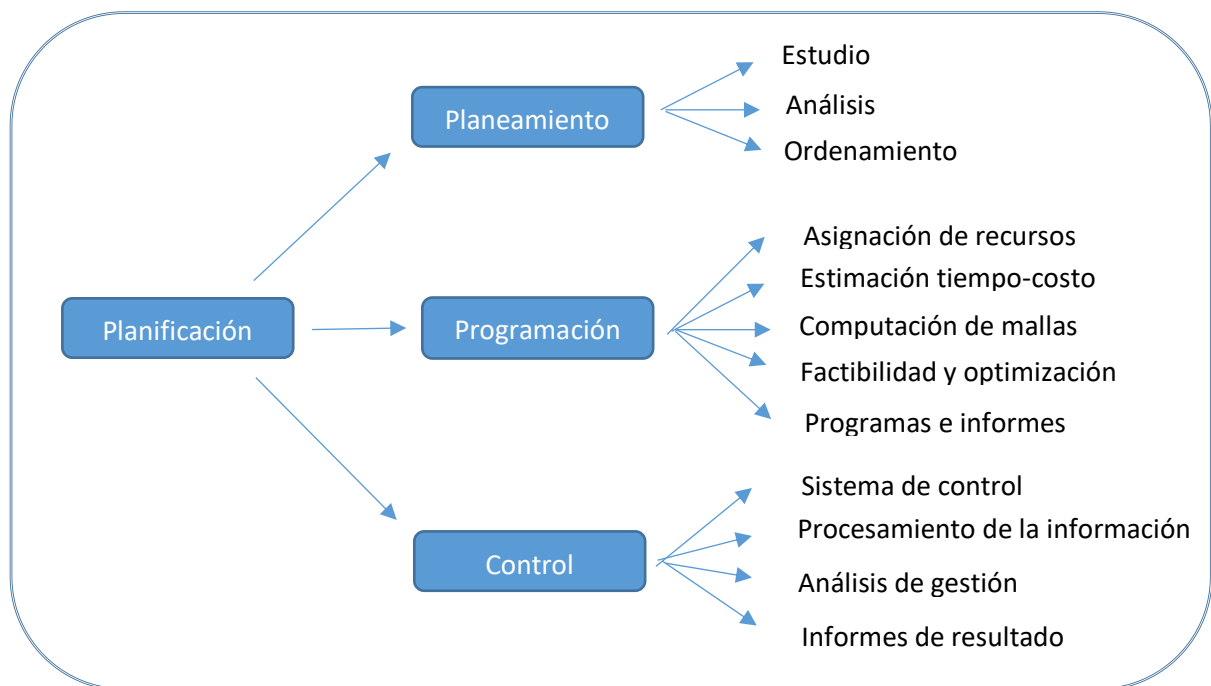 Planificación
Planeamiento
Estudio
Análisis
Ordenamiento
Programación
Asignación de recursos
Estimación tiempo-costo
Computación de mallas
Factibilidad y optimización
Programas e informes
Control
Sistema de control
Procesamiento de la información
Análisis de gestión
Informes de resultado